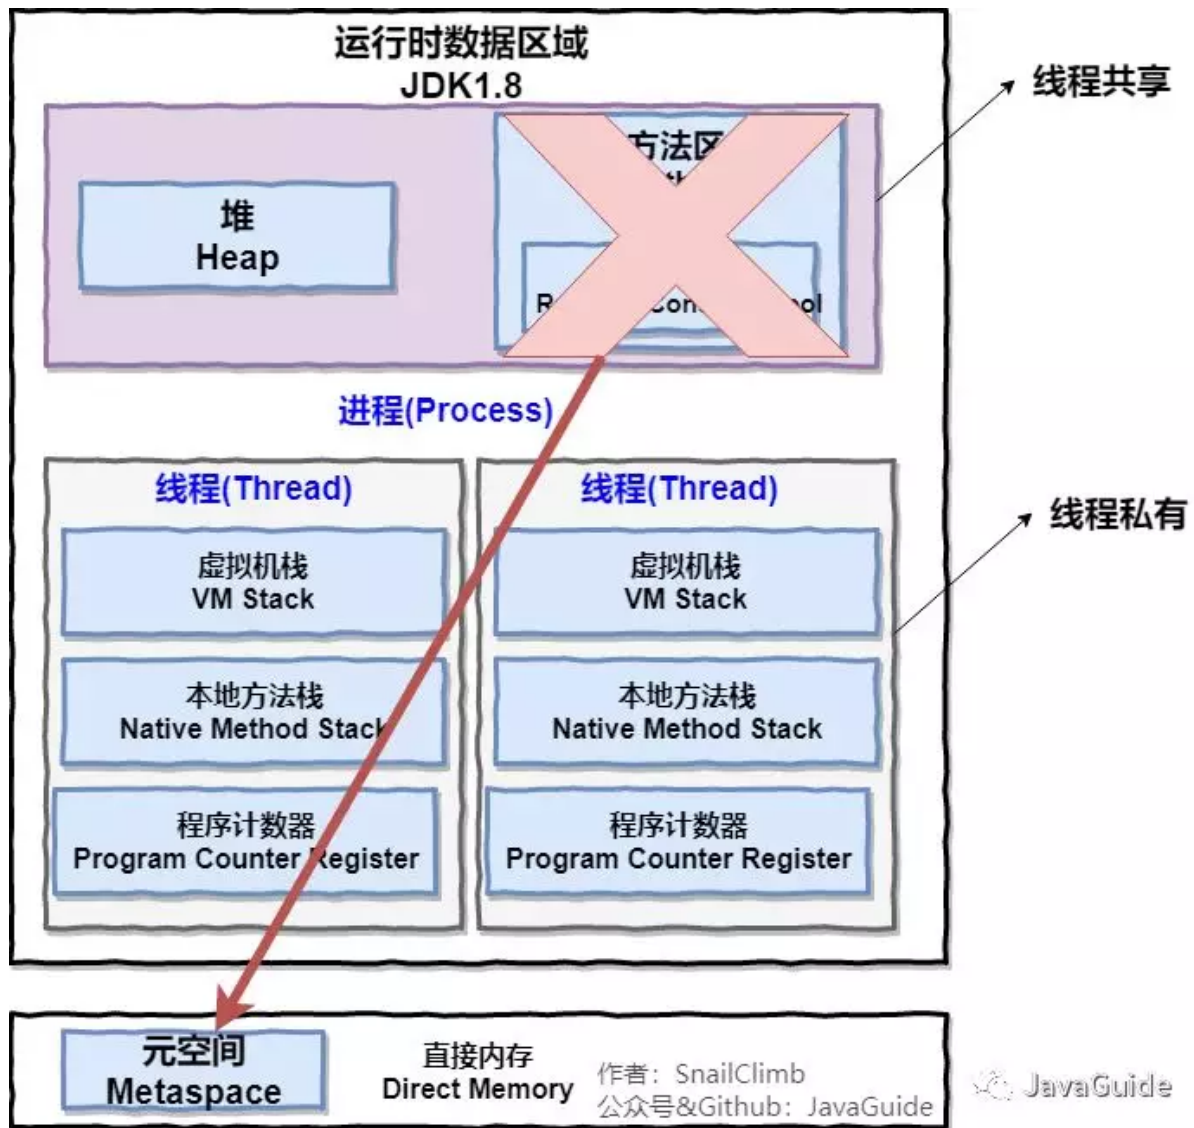 运行时数据区域
JDK1.8
线程共享
方法区
堆
Heap
进程(Process)
线程(Thread)
虚拟机栈
VM Stack
本地方法栈
Native Method Stack
程序计数器
Program Counter Register
线程(Thread)
虚拟机栈
VM Stack
本地方法栈
Native Method Stack
程序计数器
Program Counter Register
线程私有
元空间
Metaspace
直接内存
Direct Memory
作者：SnailClimb
公众号&Github：JavaGuide
JavaGuide